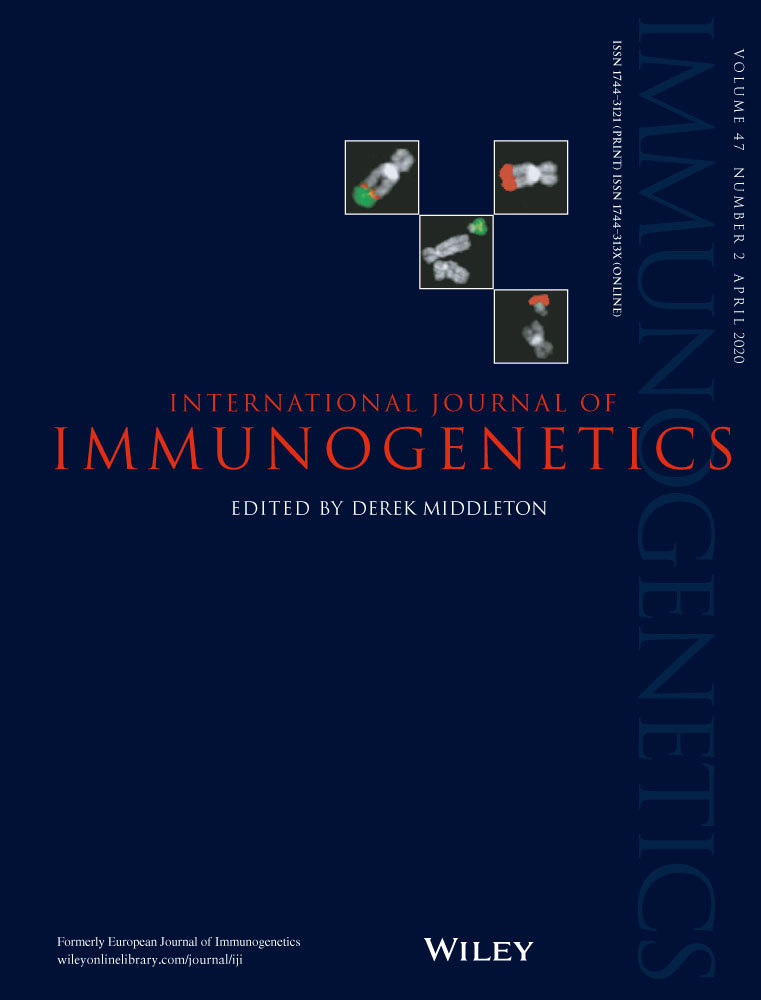 VOLUME 47 NUMBER 2 APRIL 2020
ISSN 1744-3121 (PRINT) ISSN 1744-313X (ONLINE)
IMMUNOGENETICS
INTERNATIONAL JOURNAL OF
IMMUNOGENETICS
EDITED BY DEREK MIDDLETON
Formerly European Journal of Immunogenetics
wileyonlinelibrary.com/journal/iji
WILEY